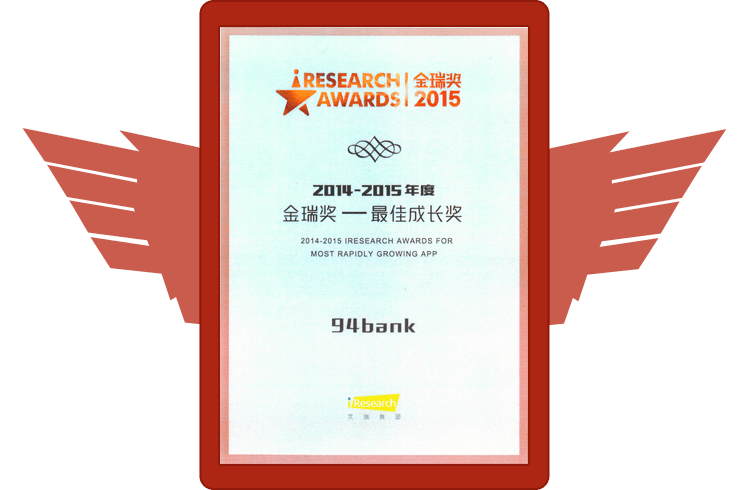 iRESEARCH AWARDS 金瑞奖 2015
2014-2015 年度
金瑞奖 — 最佳成长奖
2014-2015 IRESEARCH AWARDS FOR
MOST RAPIDLY GROWING APP
94bank
iResearch
艾瑞集团